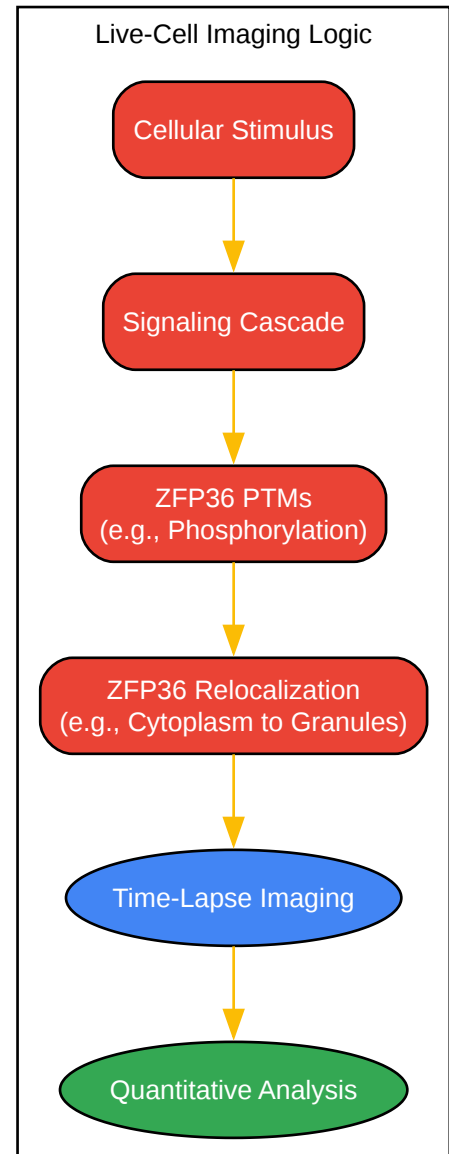 Live-Cell Imaging Logic
Cellular Stimulus
Signaling Cascade
ZFP36 PTMs
(e.g., Phosphorylation)
ZFP36 Relocalization
(e.g., Cytoplasm to Granules)
Time-Lapse Imaging
Quantitative Analysis